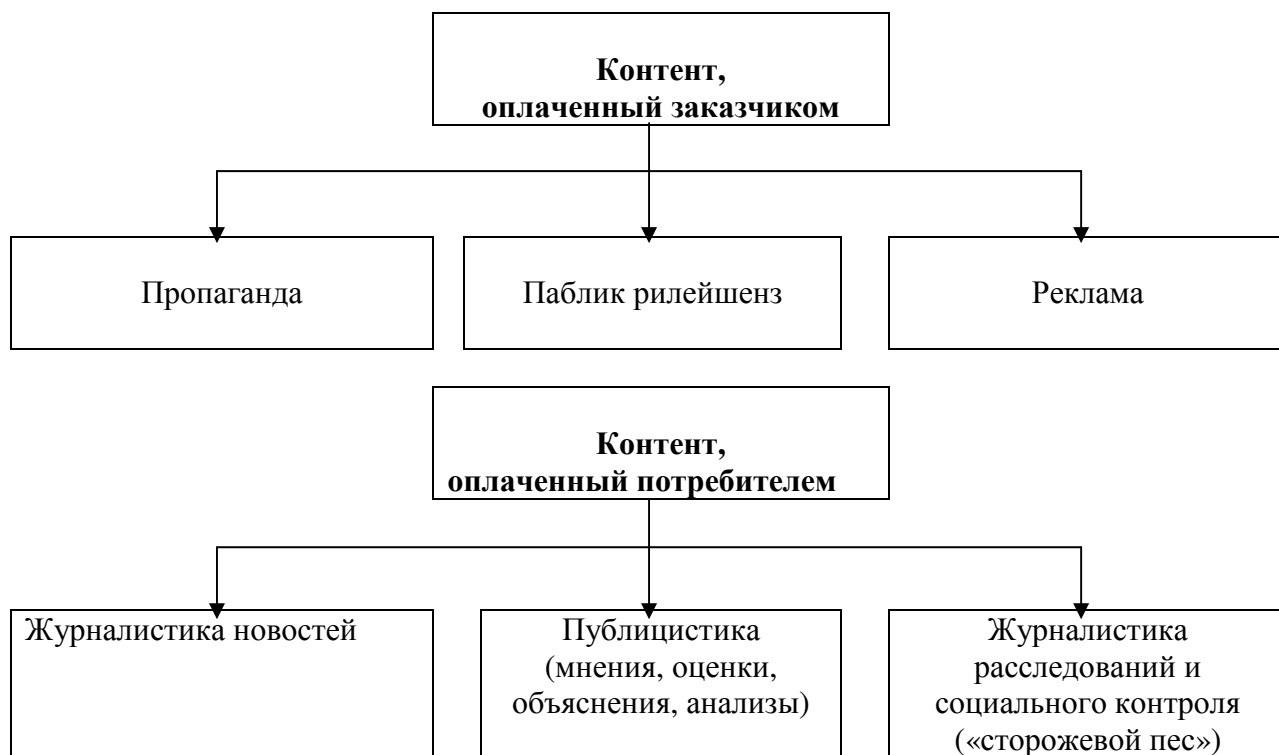 Контент,
оплаченный заказчиком
Пропаганда
Паблик рилейшенз
Реклама
Контент,
оплаченный потребителем
Журналистика новостей
Публицистика
(мнения, оценки,
объяснения, анализы)
Журналистика
расследований и
социального контроля
(«сторожевой пес»)